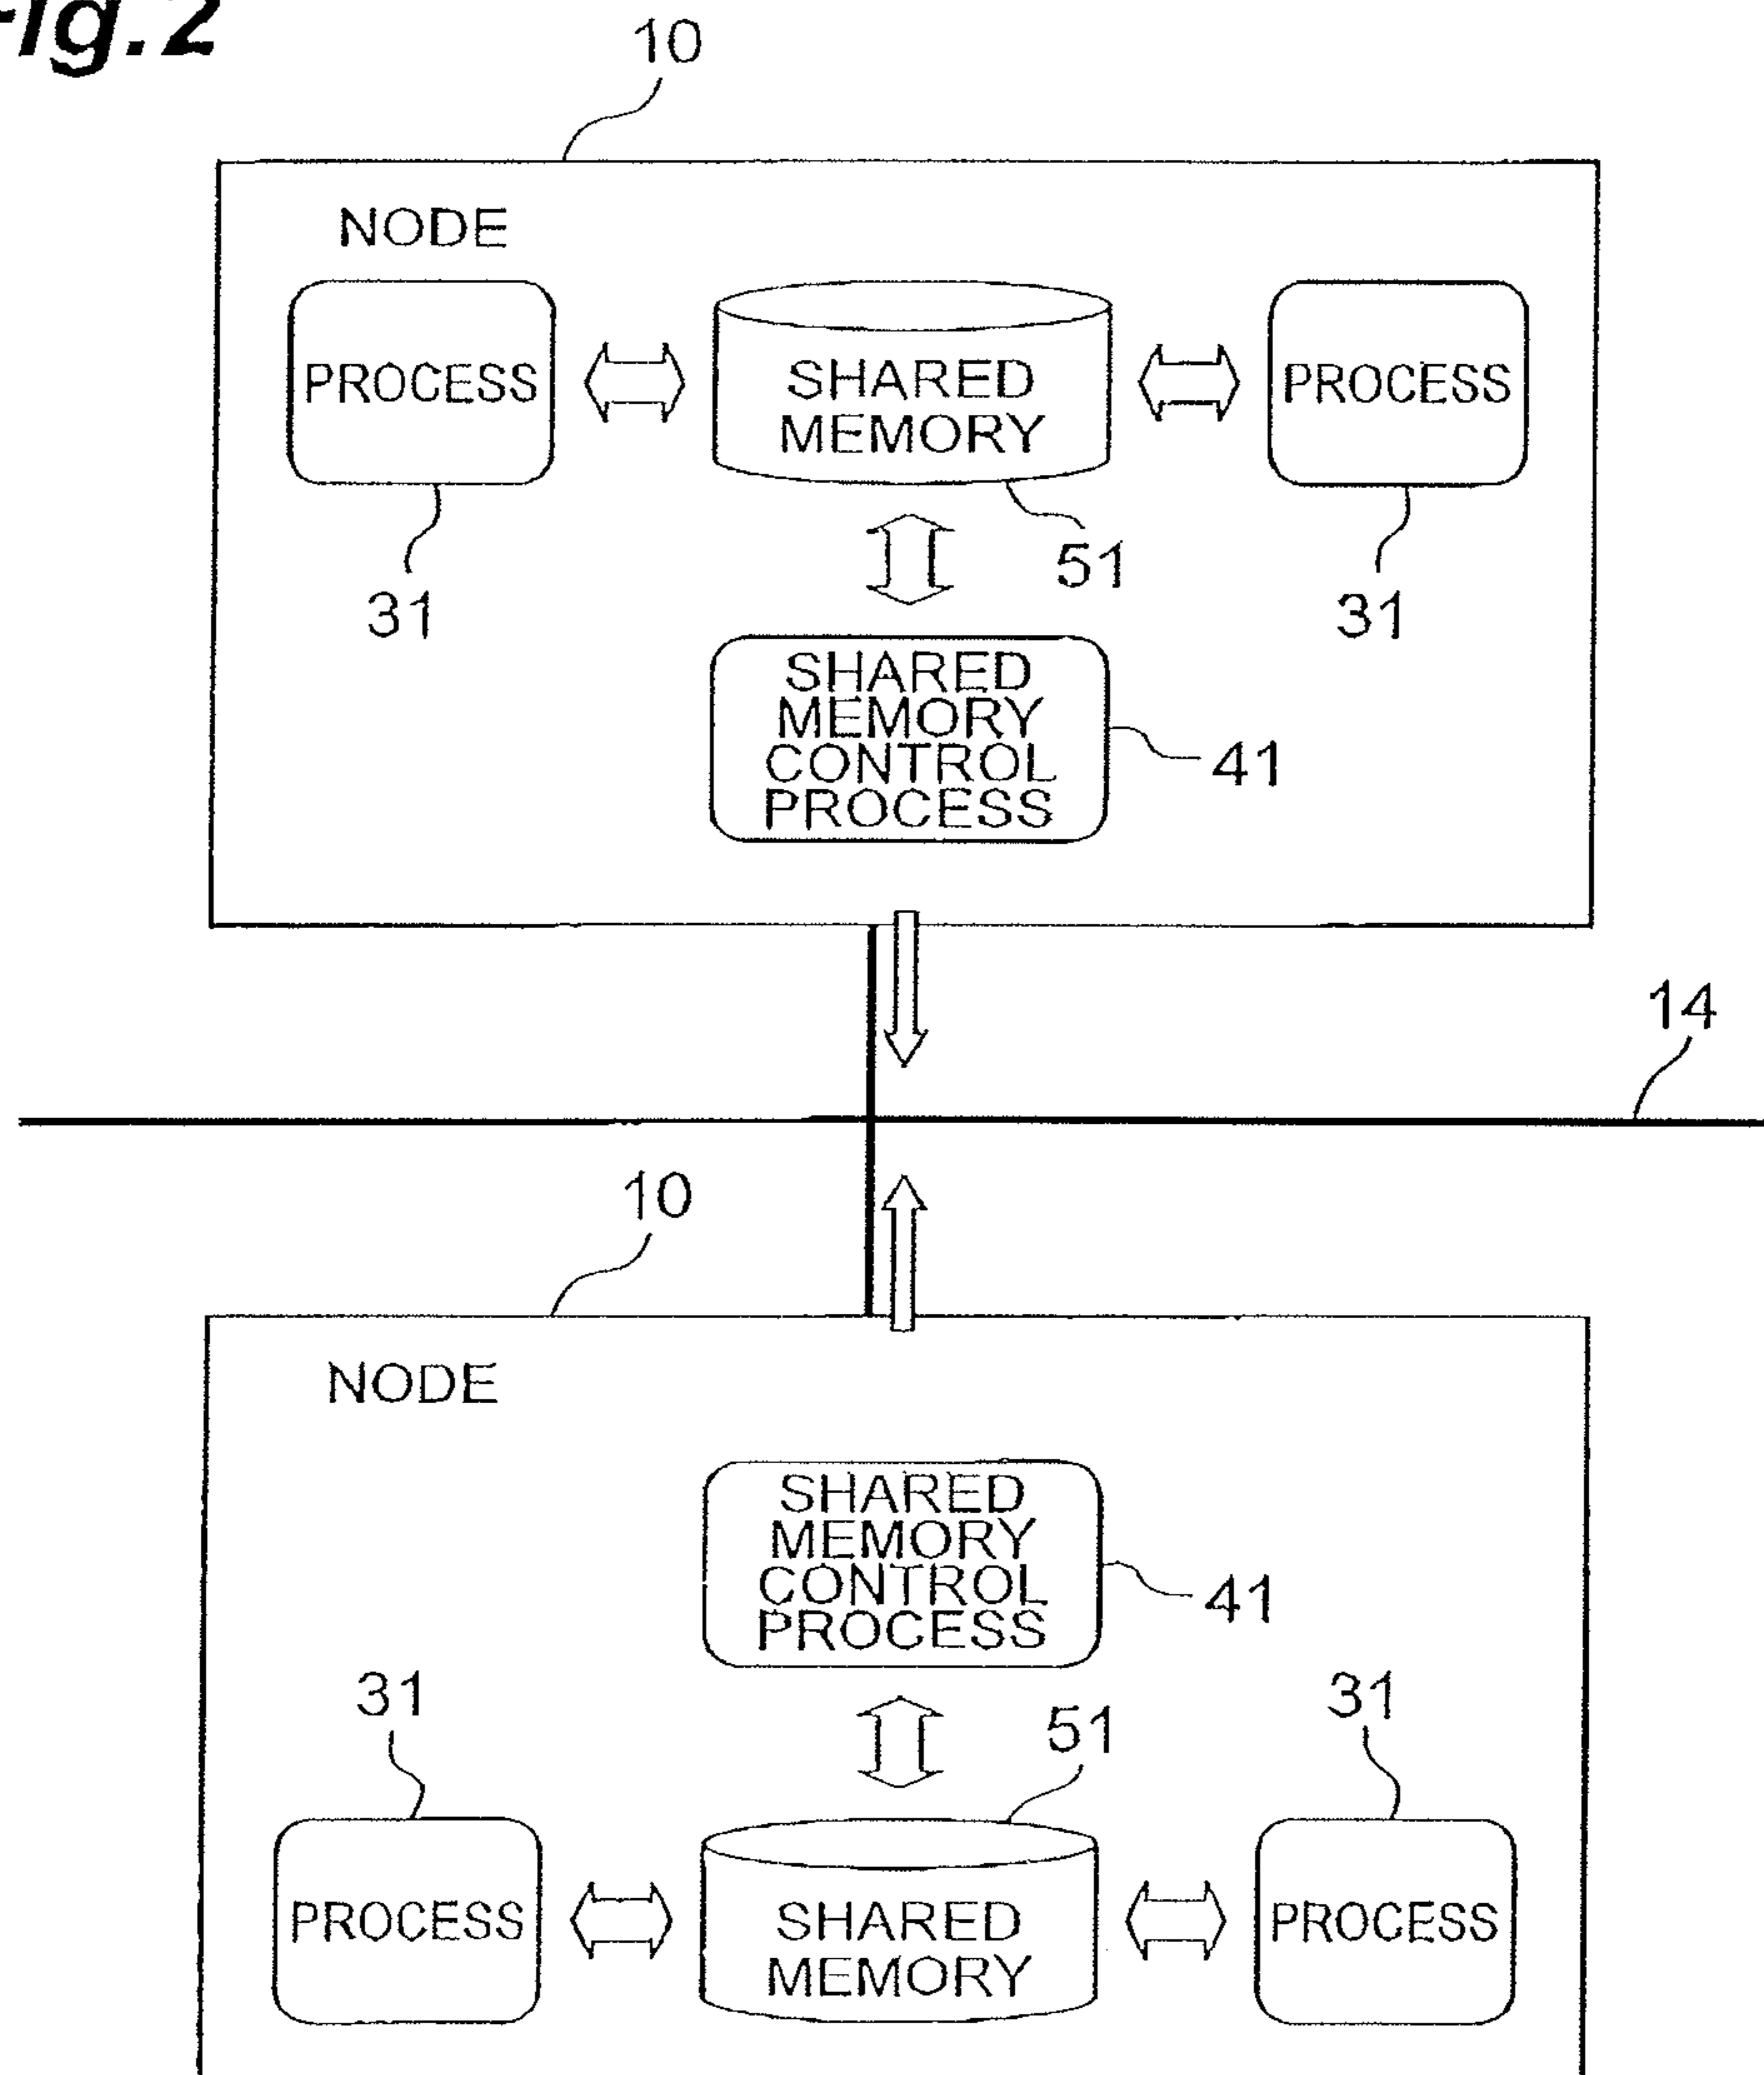 Fig.2
10
NODE
PROCESS
SHARED
MEMORY
PROCESS
31
51
31
SHARED
MEMORY
CONTROL
PROCESS
41
14
10
NODE
SHARED
MEMORY
CONTROL
PROCESS
41
31
51
31
PROCESS
SHARED
MEMORY
PROCESS